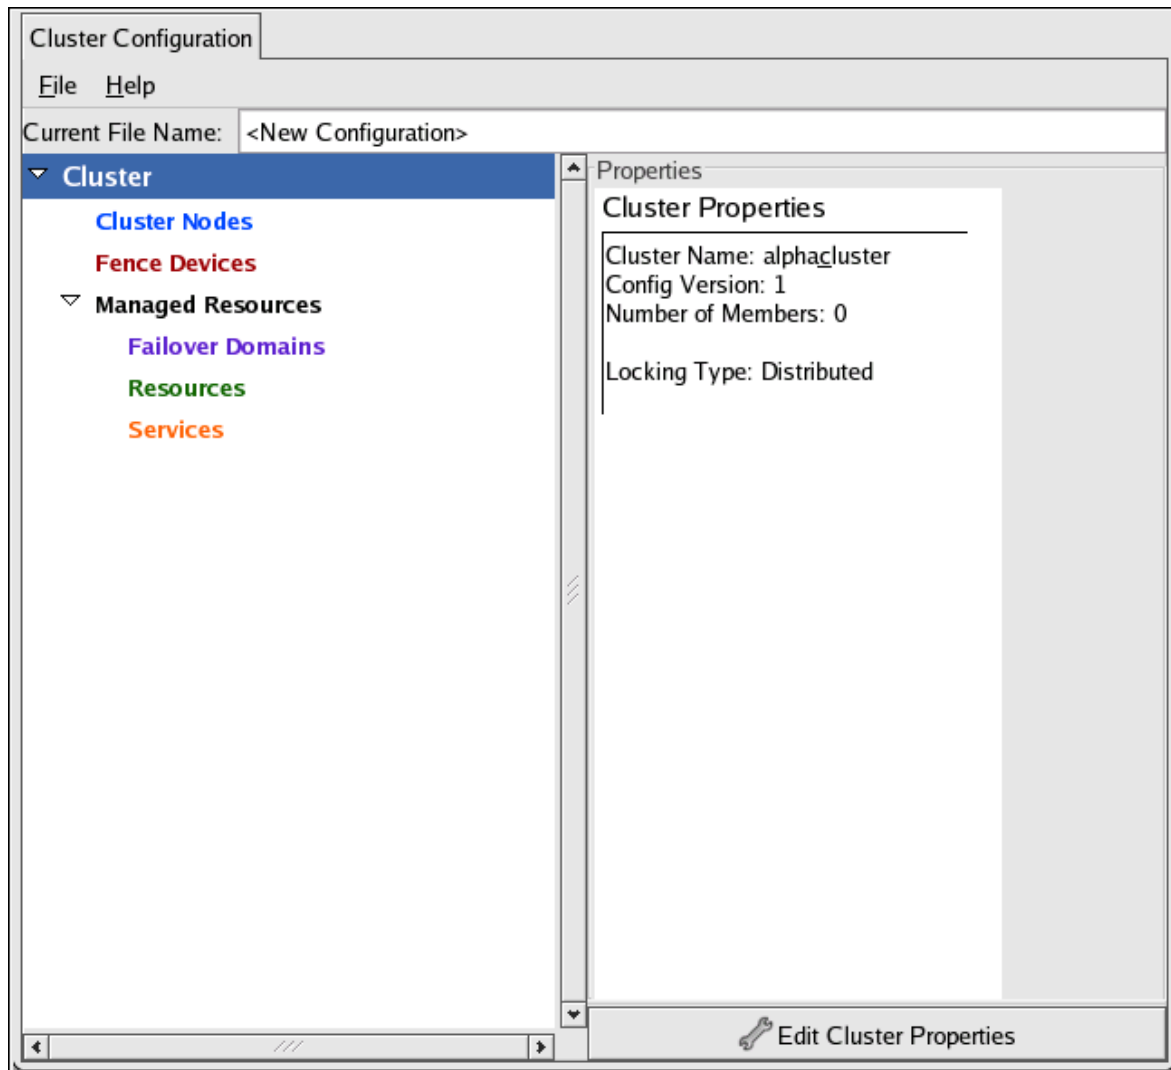 Cluster Configuration
File Help
Current File Name: <New Configuration>
Cluster
Cluster Nodes
Fence Devices
Managed Resources
Failover Domains
Resources
Services
Properties
Cluster Properties
Cluster Name: alphacluster
Config Version: 1
Number of Members: 0
Locking Type: Distributed
Edit Cluster Properties